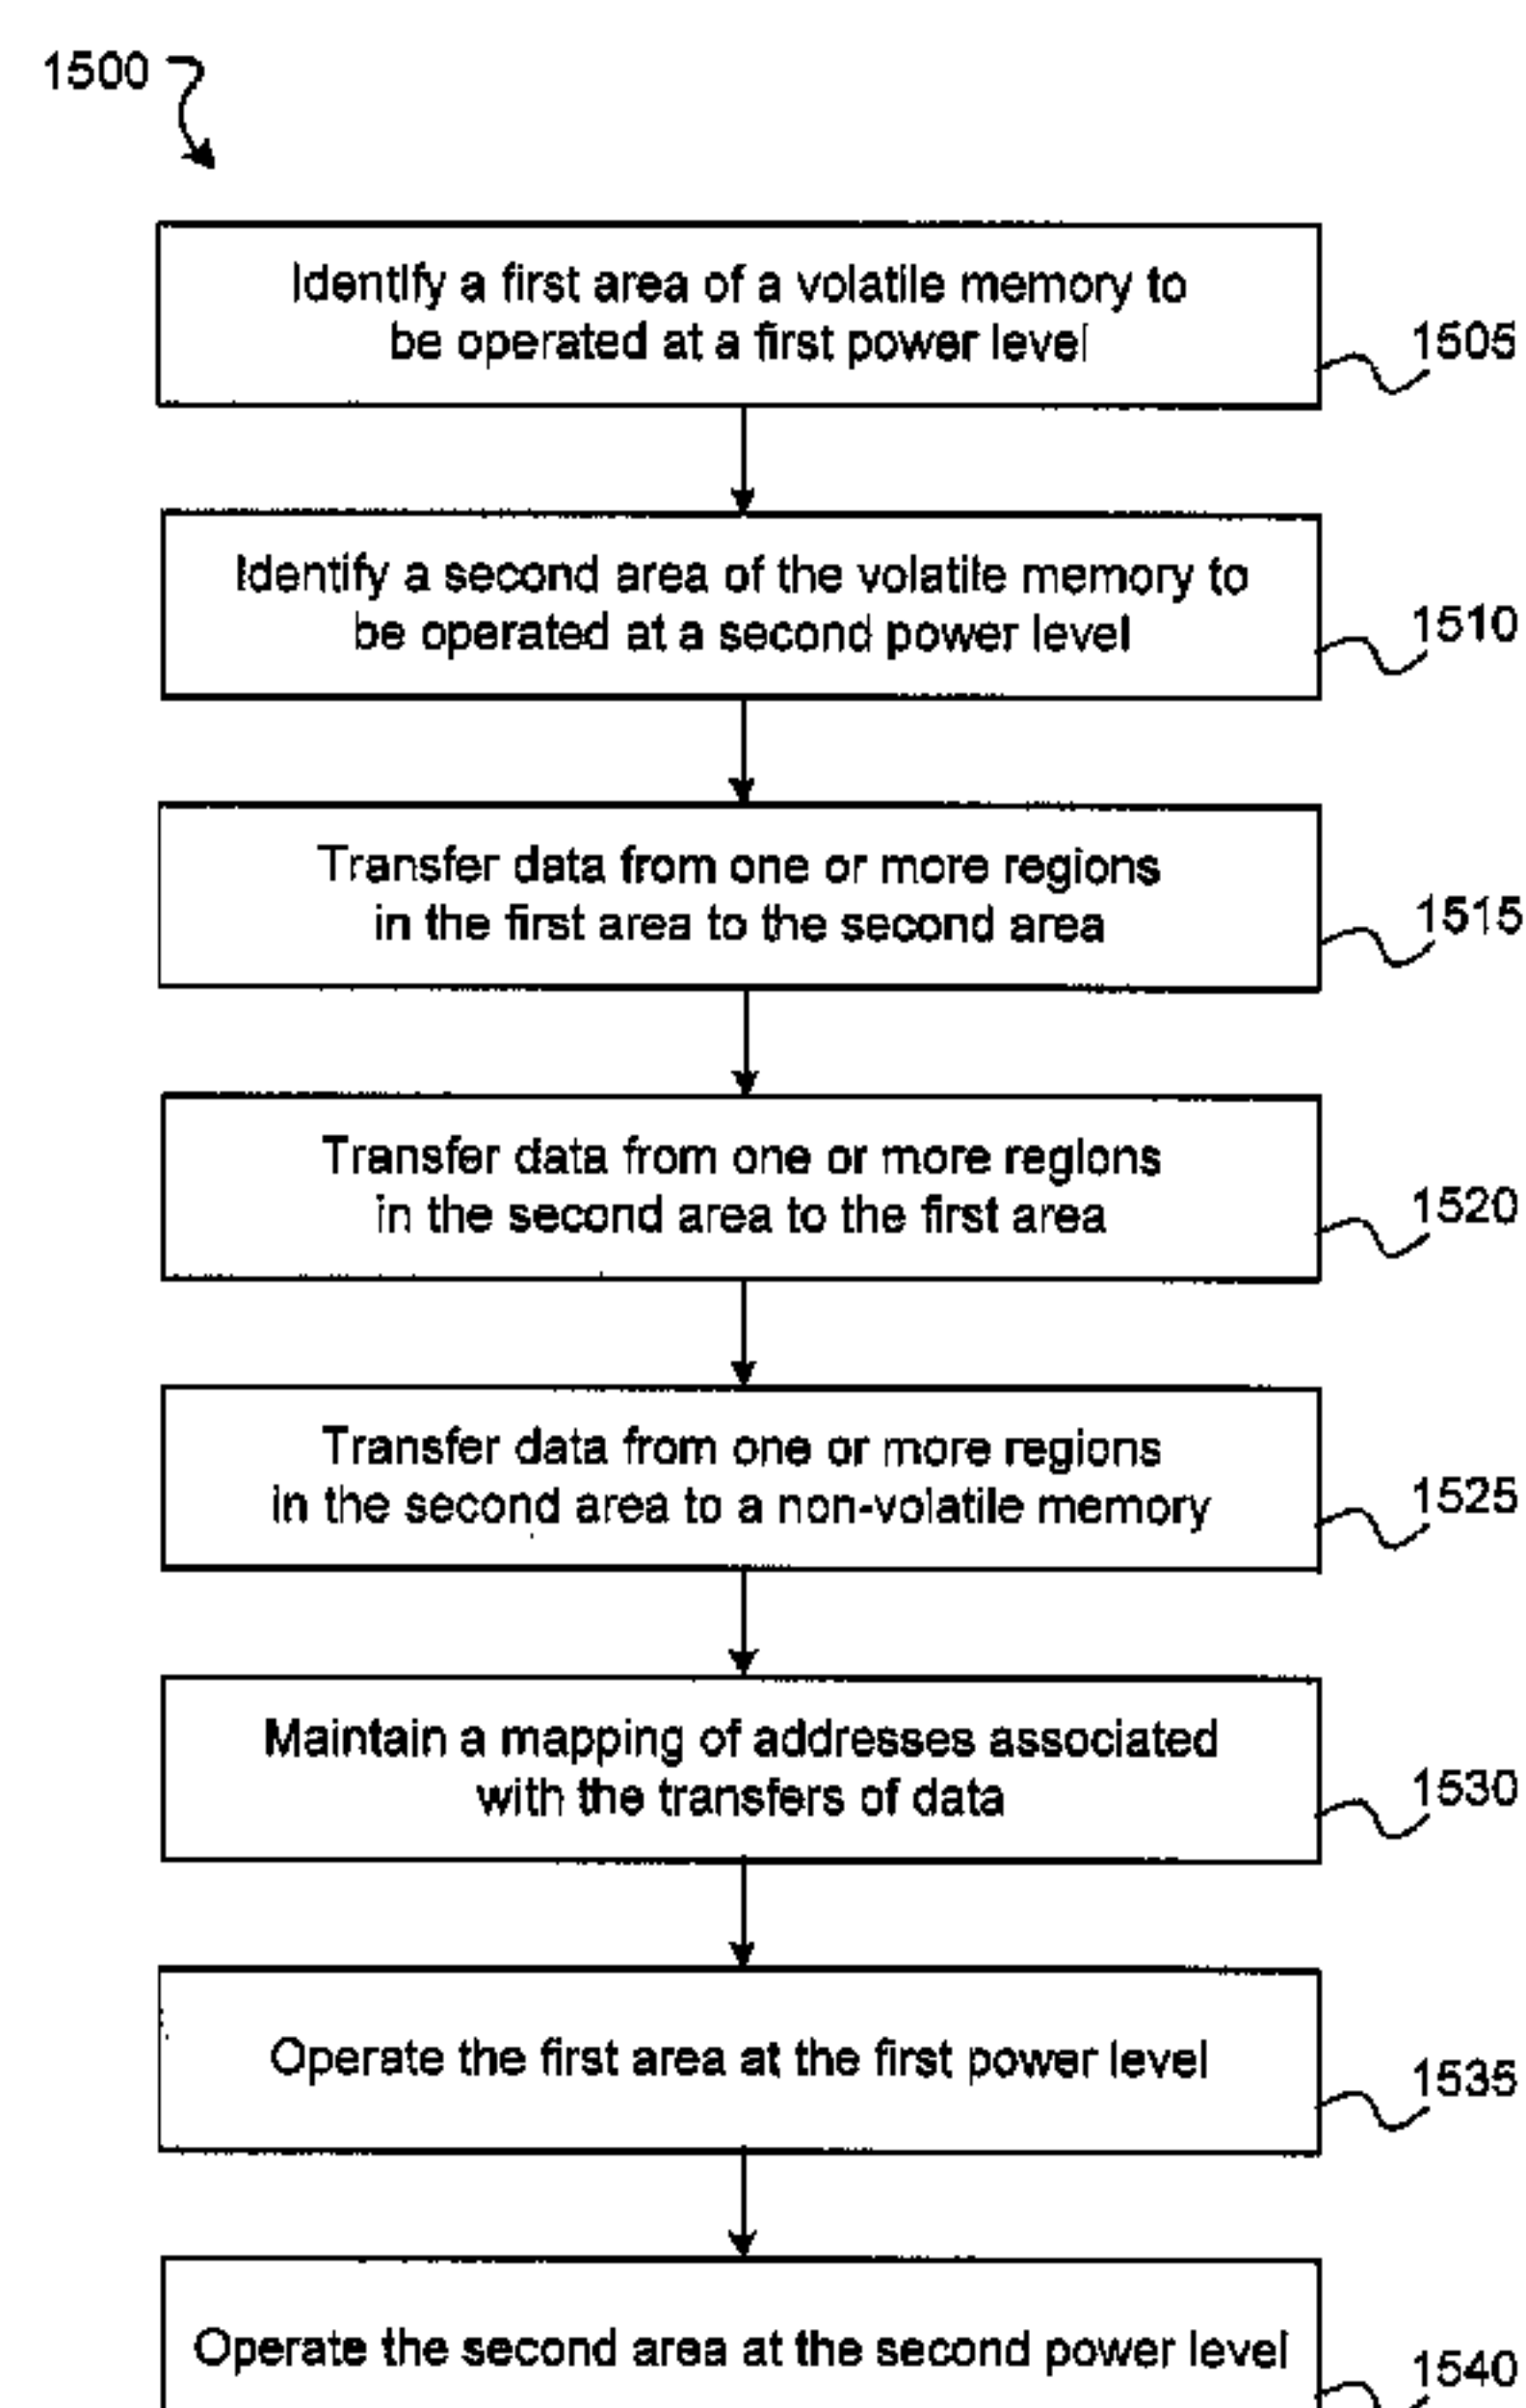 1500
Identify a first area of a volatile memory to
be operated at a first power level
1505
Identify a second area of the volatile memory to
be operated at a second power level
1510
Transfer data from one or more regions
in the first area to the second area
1515
Transfer data from one or more regions
in the second area to the first area
1520
Transfer data from one or more regions
in the second area to a non-volatile memory
1525
Maintain a mapping of addresses associated
with the transfers of data
1530
Operate the first area at the first power level
1535
Operate the second area at the second power level
1540